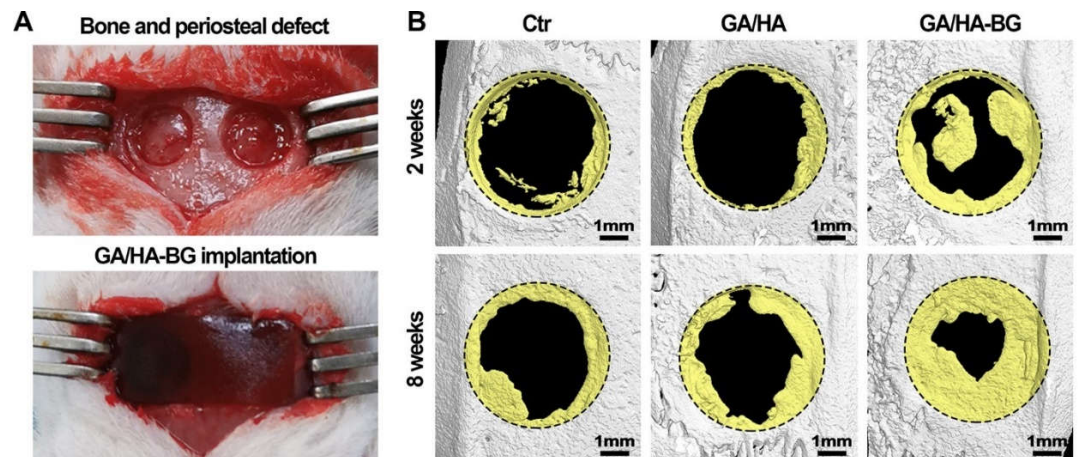 A
Bone and periosteal defect
GA/HA-BG implantation
B
Ctr
GA/HA
GA/HA-BG
2 weeks
1mm
1mm
1mm
8 weeks
1mm
1mm
1mm